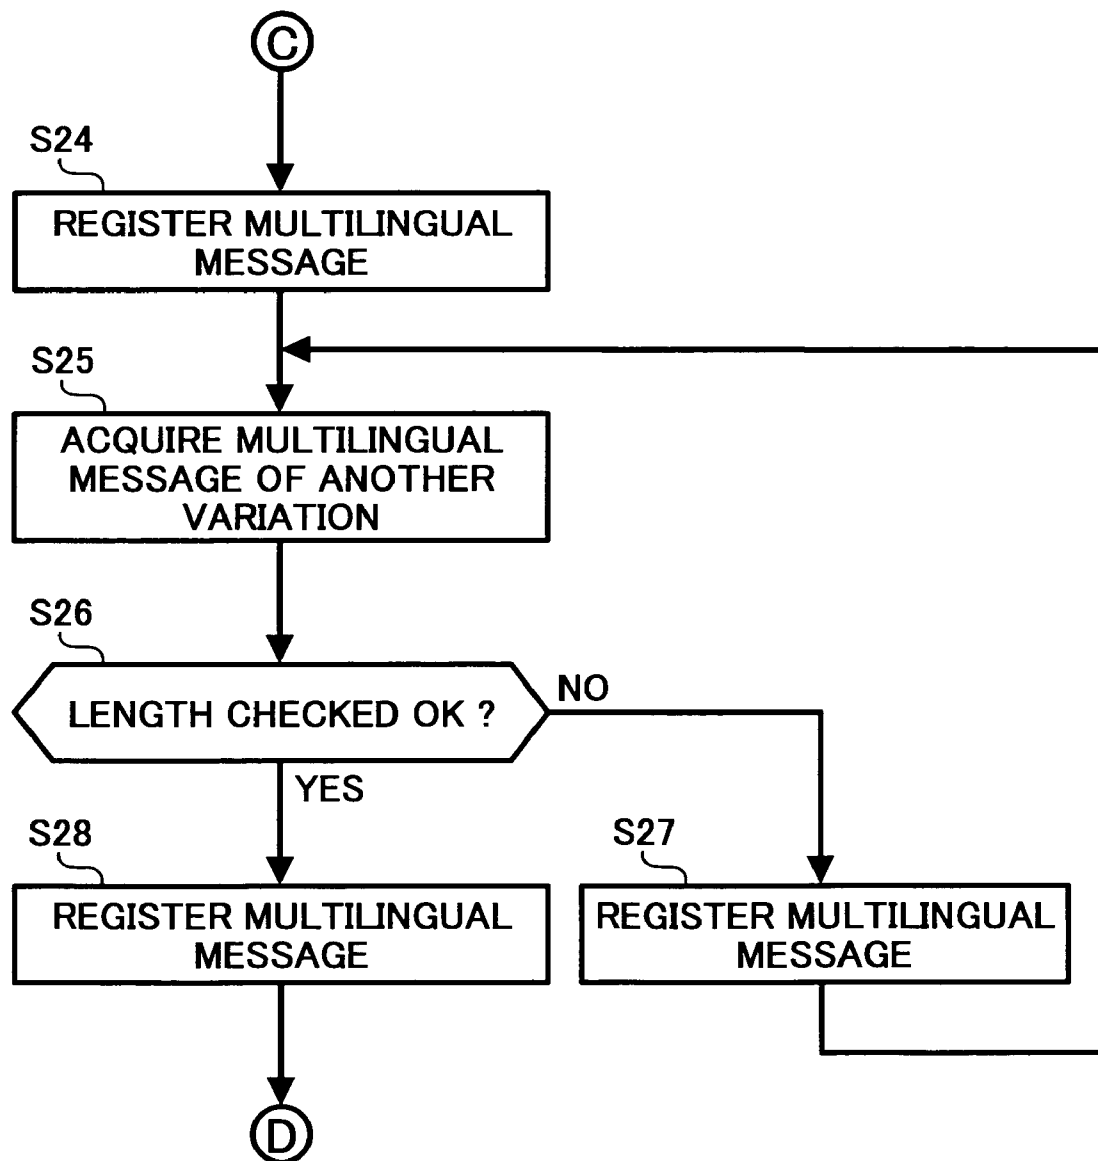 C
S24
REGISTER MULTILINGUAL
MESSAGE
S25
ACQUIRE MULTILINGUAL
MESSAGE OF ANOTHER
VARIATION
S26
LENGTH CHECKED OK ?
NO
YES
S28
REGISTER MULTILINGUAL
MESSAGE
S27
REGISTER MULTILINGUAL
MESSAGE
D